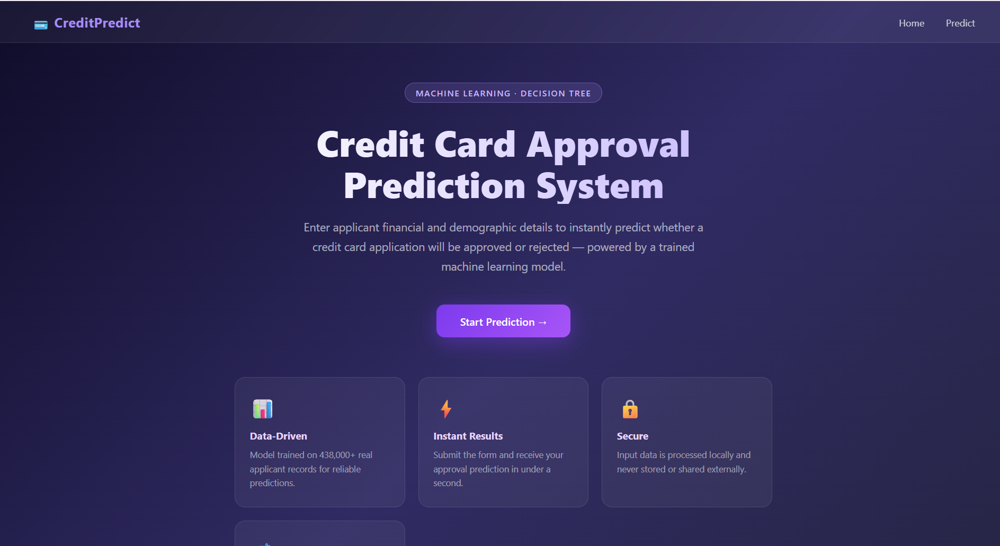 CreditPredict
Home
Predict
MACHINE LEARNING · DECISION TREE
Credit Card Approval
Prediction System
Enter applicant financial and demographic details to instantly predict whether a
credit card application will be approved or rejected — powered by a trained
machine learning model.
Start Prediction →
Data-Driven
Model trained on 438,000+ real
applicant records for reliable
predictions.
Instant Results
Submit the form and receive your
approval prediction in under a
second.
Secure
Input data is processed locally and
never stored or shared externally.